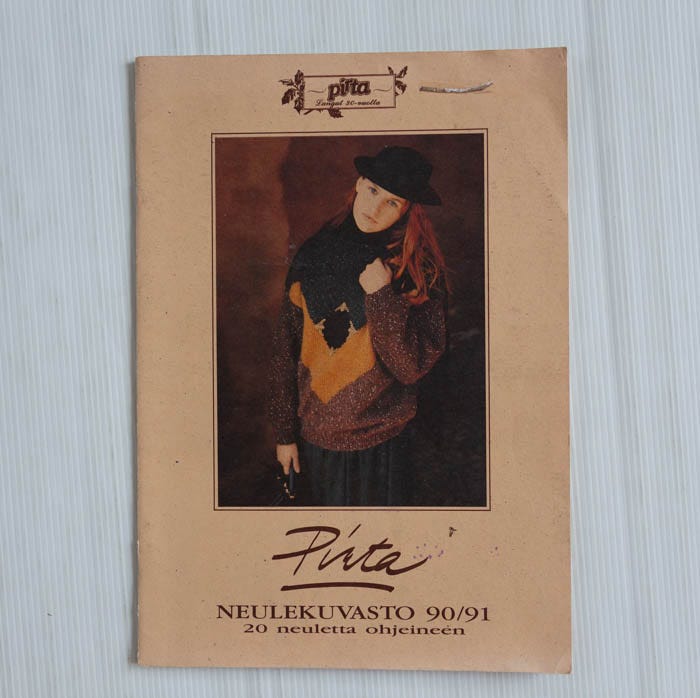 pirta
Langat 30-vuotta
Pirta
NEULEKUVASTO 90/91
20 neuletta ohjeineen